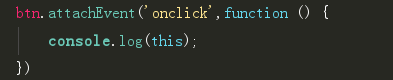 btn.attachEvent('onclick',function () {
    console.log(this);
})